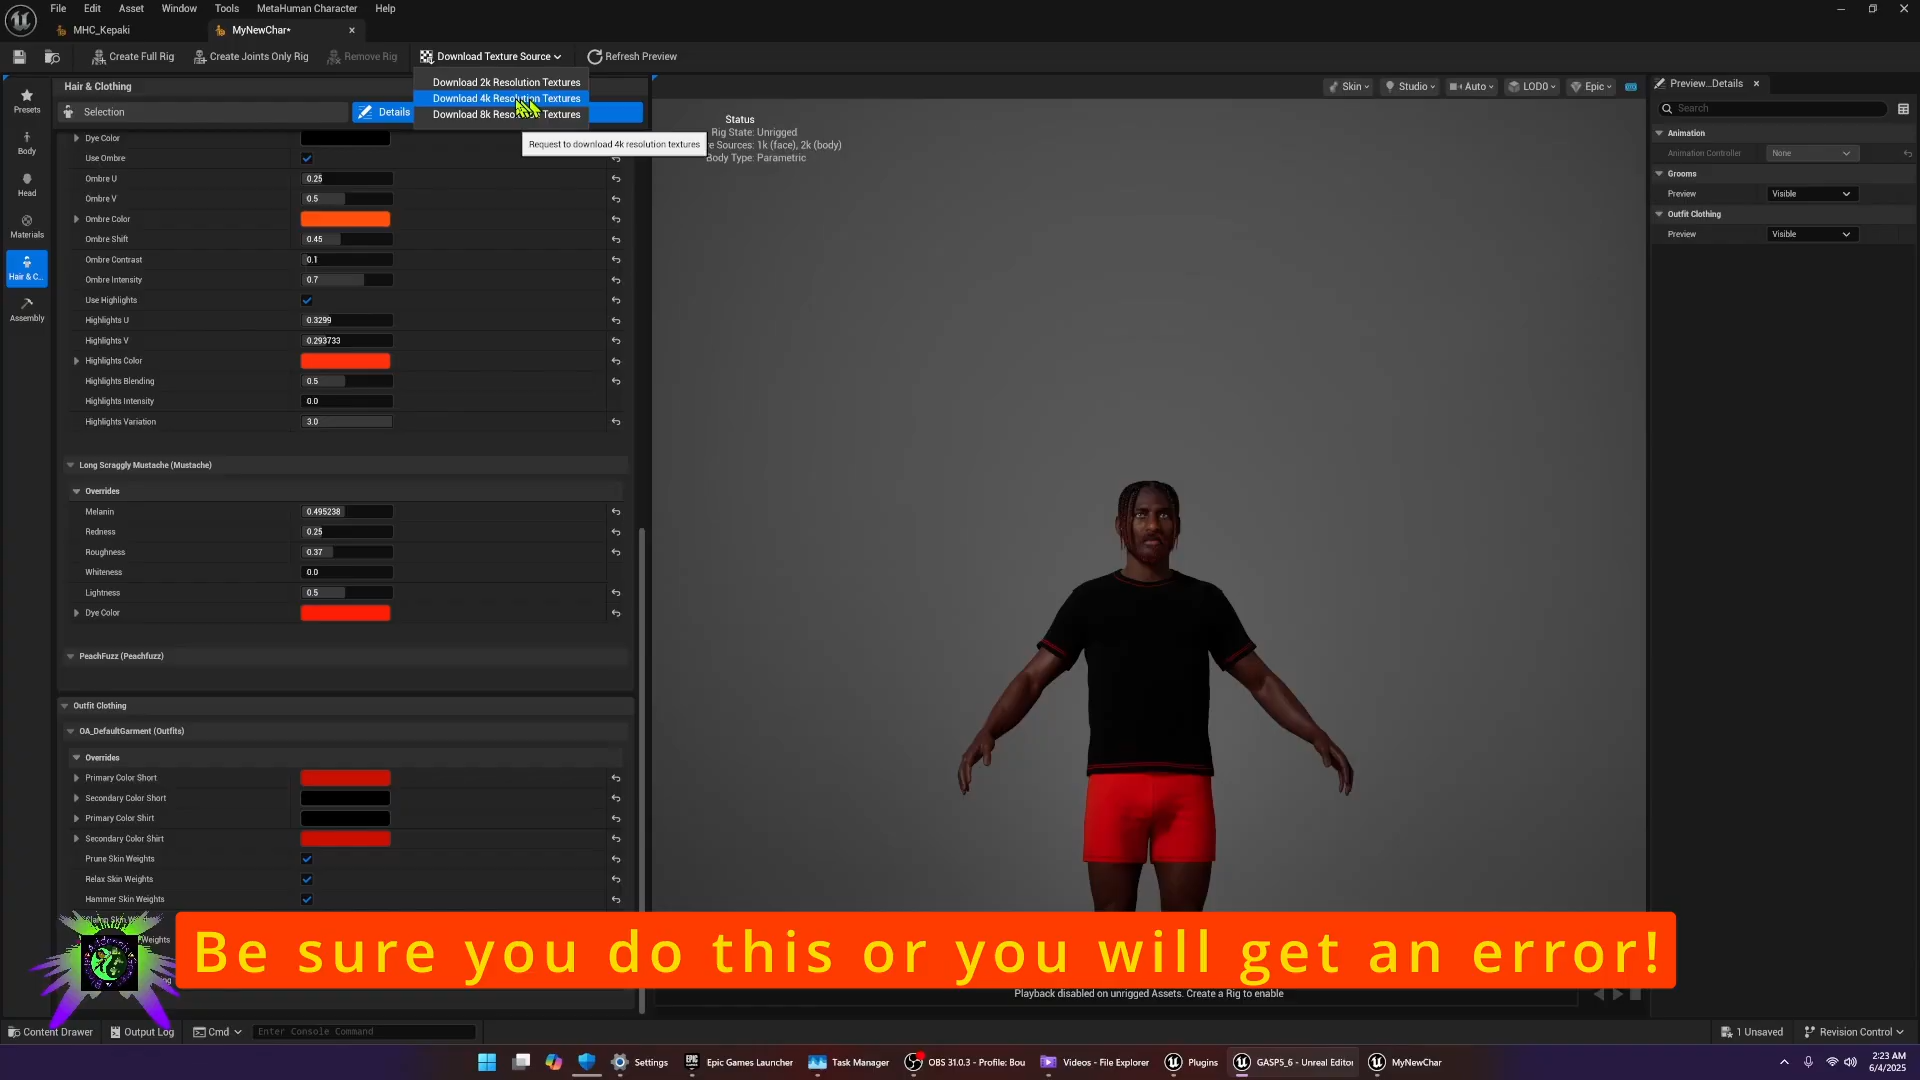 File Edit Asset Window Tools MetaHuman Character Help
MHC_Kepaki MyNewChar*
Create Full Rig Create Joints Only Rig Remove Rig Download Texture Source Refresh Preview
Download 2k Resolution Textures
Download 4k Resolution Textures
Download 8k Resolution Textures
Request to download 4k resolution textures
Presets
Body
Head
Materials
Hair & C...
Assembly
Hair & Clothing
Selection Details
Dye Color
Use Ombre
Ombre U 0.25
Ombre V 0.5
Ombre Color
Ombre Shift 0.45
Ombre Contrast 0.1
Ombre Intensity 0.7
Use Highlights
Highlights U 0.3299
Highlights V 0.293733
Highlights Color
Highlights Blending 0.5
Highlights Intensity 0.0
Highlights Variation 3.0
Long Scraggly Mustache (Mustache)
Overrides
Melanin 0.495238
Redness 0.25
Roughness 0.37
Whiteness 0.0
Lightness 0.5
Dye Color
PeachFuzz (Peachfuzz)
Outfit Clothing
OA_DefaultGarment (Outfits)
Overrides
Primary Color Short
Secondary Color Short
Primary Color Shirt
Secondary Color Shirt
Prune Skin Weights
Relax Skin Weights
Hammer Skin Weights
Weights
Status
Rig State: Unrigged
e Sources: 1k (face), 2k (body)
Body Type: Parametric
Skin Studio Auto LOD0 Epic
Preview...Details
Search
Animation
Animation Controller None
Grooms
Preview Visible
Outfit Clothing
Preview Visible
Be sure you do this or you will get an error!
Playback disabled on unrigged Assets. Create a Rig to enable
Content Drawer Output Log Cmd Enter Console Command 1 Unsaved Revision Control
Settings Epic Games Launcher Task Manager OBS 31.0.3 - Profile: Bou Videos - File Explorer Plugins GASP5_6 - Unreal Editor MyNewChar
2:23 AM
6/4/2025